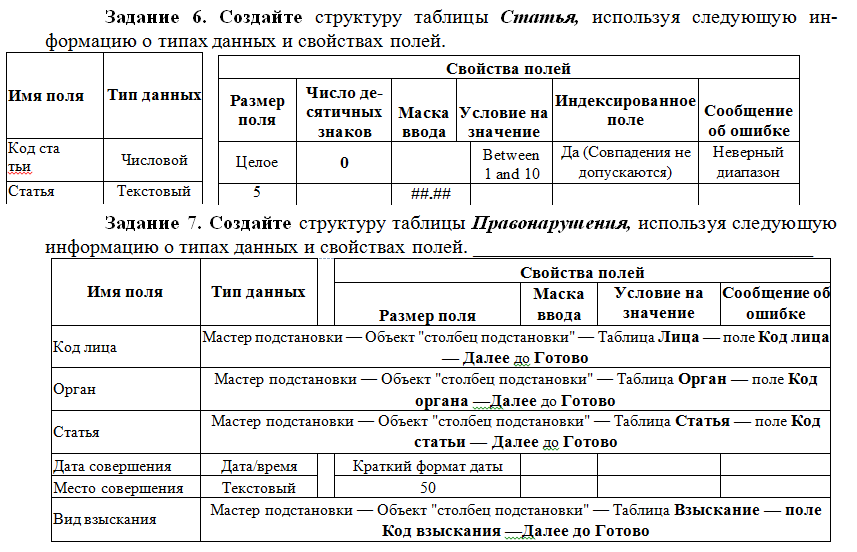 Задание 6. Создайте структуру таблицы Статья, используя следующую ин-
формацию о типах данных и свойствах полей.
Свойства полей
Имя поля Тип данных Размер поля Число де-сятичных знаков Маска ввода Условие на значение Индексированное поле Сообщение об ошибке
Код ста тьи Числовой Целое 0 Between 1 and 10 Да (Совпадения не допускаются) Неверный диапазон
Статья Текстовый 5 ##.##
Задание 7. Создайте структуру таблицы Правонарушения, используя следующую
информацию о типах данных и свойствах полей.
Свойства полей
Имя поля Тип данных Размер поля Маска ввода Условие на значение Сообщение об ошибке
Код лица Мастер подстановки — Объект "столбец подстановки" — Таблица Лица — поле Код лица
— Далее до Готово
Орган Мастер подстановки — Объект "столбец подстановки" — Таблица Орган — поле Код
органа —Далее до Готово
Статья Мастер подстановки — Объект "столбец подстановки" — Таблица Статья — поле Код
статьи — Далее до Готово
Дата совершения Дата/время Краткий формат даты
Место совершения Текстовый 50
Вид взыскания Мастер подстановки — Объект "столбец подстановки" — Таблица Взыскание — поле
Код взыскания —Далее до Готово